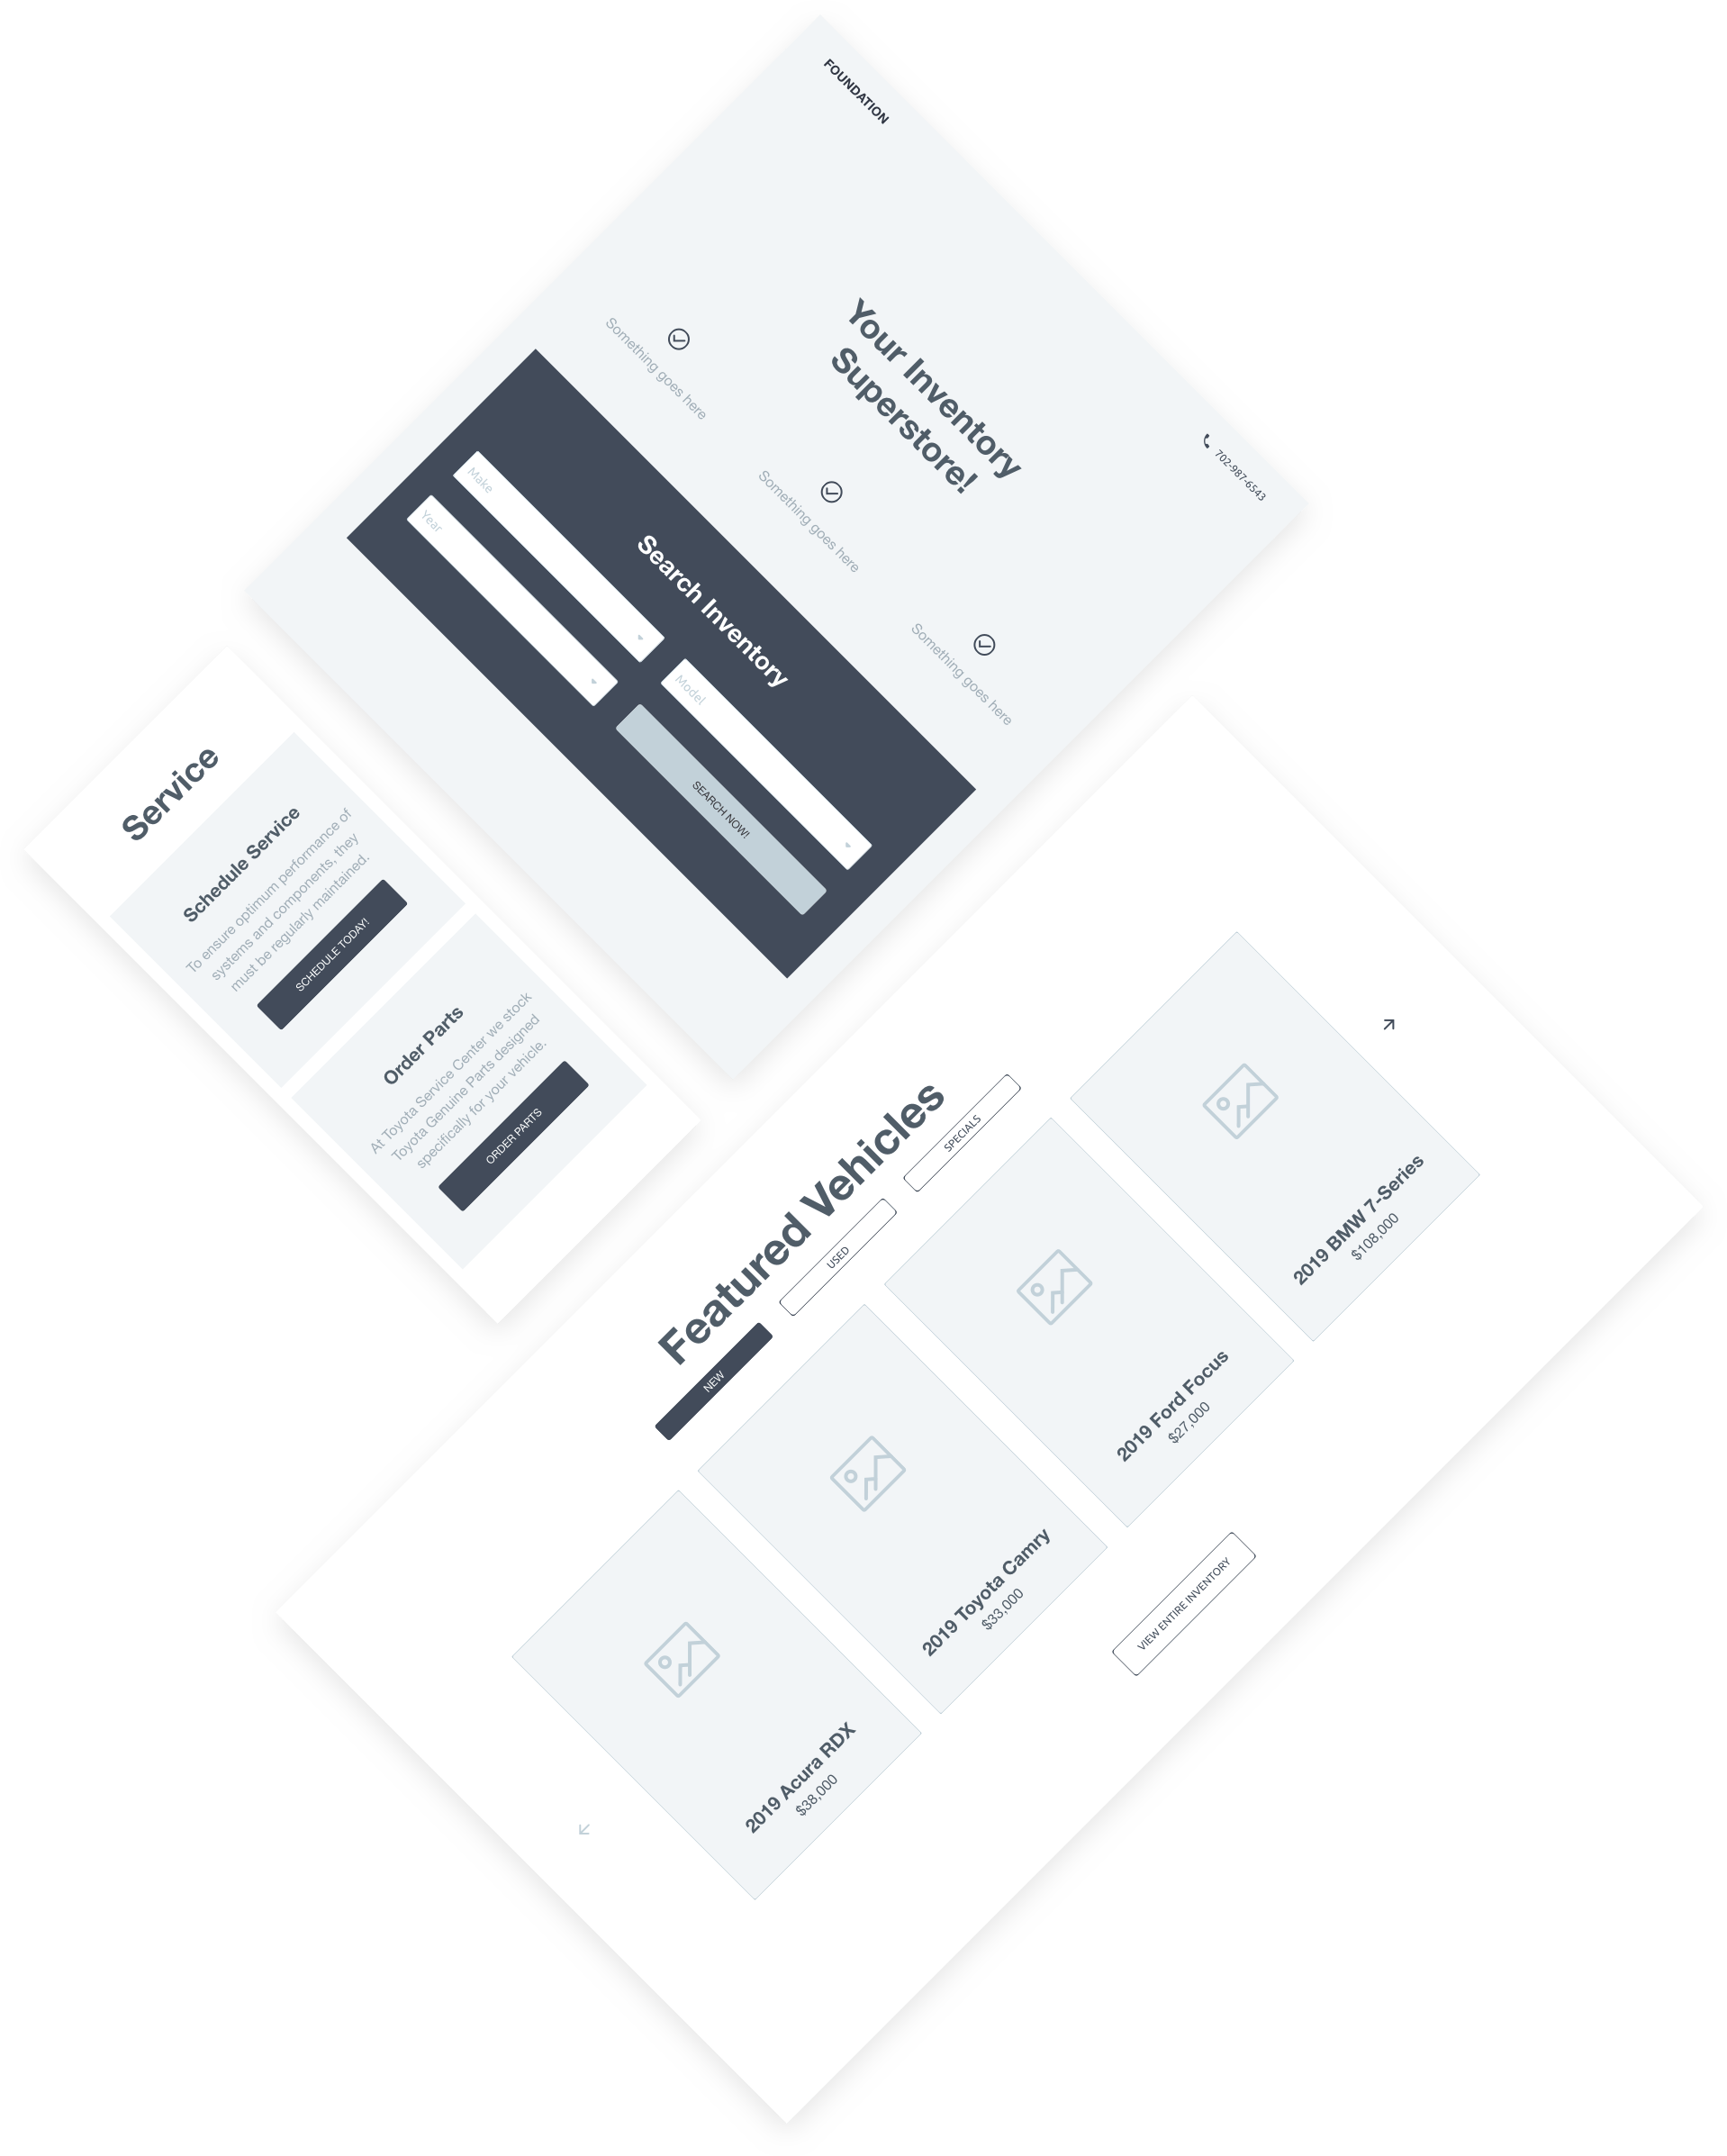 FOUNDATION
702-987-6543
Your Inventory
Superstore!
Something goes here
Something goes here
Something goes here
Search Inventory
Make
Model
Year
SEARCH NOW!
Service
Schedule Service
To ensure optimum performance of
systems and components, they
must be regularly maintained.
SCHEDULE TODAY!
Order Parts
At Toyota Service Center we stock
Toyota Genuine Parts designed
specifically for your vehicle.
ORDER PARTS
Featured Vehicles
NEW
USED
SPECIALS
2019 Acura RDX
$38,000
2019 Toyota Camry
$33,000
2019 Ford Focus
$27,000
2019 BMW 7-Series
$108,000
VIEW ENTIRE INVENTORY